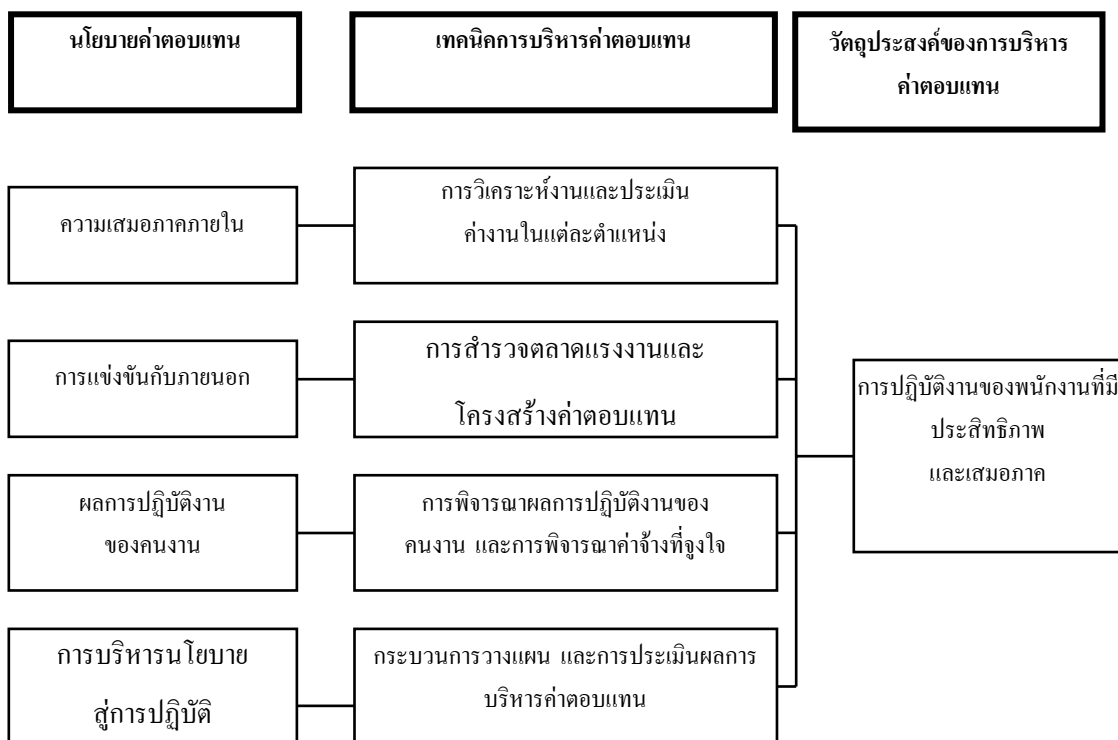 นโยบายค่าตอบแทน
เทคนิคการบริหารค่าตอบแทน
วัตถุประสงค์ของการบริหาร
ค่าตอบแทน
ความเสมอภาคภายใน
การวิเคราะห์งานและประเมิน
ค่างานในแต่ละตำแหน่ง
การแข่งขันกับภายนอก
การสำรวจตลาดแรงงานและ
โครงสร้างค่าตอบแทน
ผลการปฏิบัติงาน
ของคนงาน
การพิจารณาผลการปฏิบัติงานของ
คนงาน และการพิจารณาค่าจ้างที่จูงใจ
การบริหารนโยบาย
สู่การปฏิบัติ
กระบวนการวางแผน และการประเมินผลการ
บริหารค่าตอบแทน
การปฏิบัติงานของพนักงานที่มี
ประสิทธิภาพ
และเสมอภาค